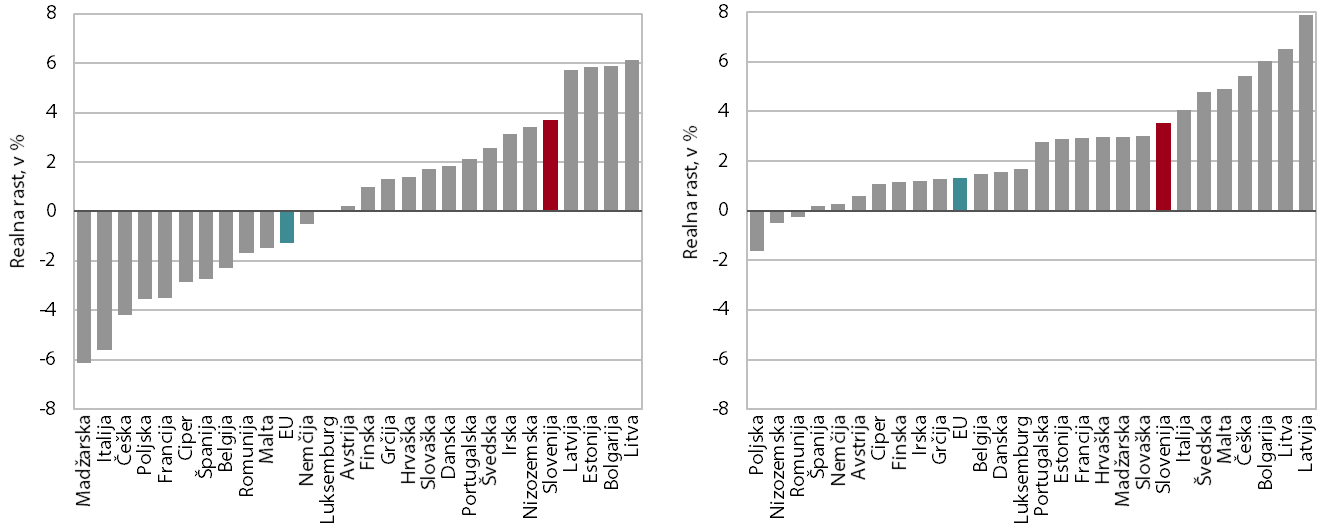 Realna rast, v %
8
6
4
2
0
-2
-4
-6
-8
Madžarska
Italija
Češka
Poljska
Francija
Ciper
Španija
Belgija
Romunija
Malta
EU
Nemčija
Luksemburg
Avstrija
Finska
Grčija
Hrvaška
Slovaška
Danska
Portugalska
Švedska
Irska
Nizozemska
Slovenija
Latvija
Estonija
Bolgarija
Litva
Realna rast, v %
8
6
4
2
0
-2
-4
-6
-8
Poljska
Nizozemska
Romunija
Španija
Nemčija
Avstrija
Ciper
Finska
Irska
Grčija
EU
Belgija
Danska
Luksemburg
Portugalska
Estonija
Francija
Hrvaška
Madžarska
Slovaška
Slovenija
Italija
Švedska
Malta
Češka
Bolgarija
Litva
Latvija